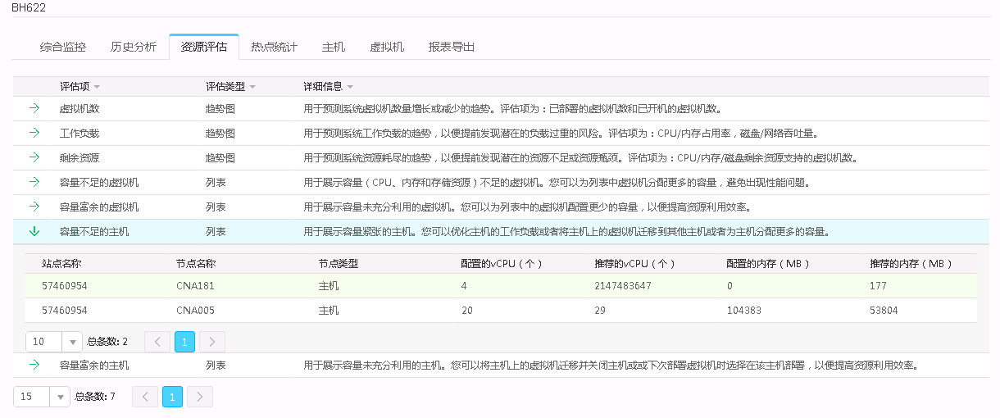 BH622
综合监控 历史分析 资源评估 热点统计 主机 虚拟机 报表导出
评估项 评估类型 详细信息
虚拟机数 趋势图 用于预测系统虚拟机数量增长或减少的趋势。评估项为：已部署的虚拟机数和已开机的虚拟机数。
工作负载 趋势图 用于预测系统工作负载的趋势，以便提前发现潜在的负载过重的风险。评估项为：CPU/内存占用率，磁盘/网络吞吐量。
剩余资源 趋势图 用于预测系统资源耗尽的趋势，以便提前发现潜在的资源不足或资源瓶颈。评估项为：CPU/内存/磁盘剩余资源支持的虚拟机数。
容量不足的虚拟机 列表 用于展示容量（CPU、内存和存储资源）不足的虚拟机。您可以为列表中虚拟机分配更多的容量，避免出现性能问题。
容量富余的虚拟机 列表 用于展示容量未充分利用的虚拟机。您可以为列表中的虚拟机配置更少的容量，以便提高资源利用效率。
容量不足的主机 列表 用于展示容量紧张的主机。您可以优化主机的工作负载或者将主机上的虚拟机迁移到其他主机或者为主机分配更多的容量。
站点名称 节点名称 节点类型 配置的vCPU（个） 推荐的vCPU（个） 配置的内存（MB） 推荐的内存（MB）
57460954 CNA181 主机 4 2147483647 0 177
57460954 CNA005 主机 20 29 104383 53804
10 总条数: 2 1
容量富余的主机 列表 用于展示容量未充分利用的主机。您可以将主机上的虚拟机迁移并关闭主机或或下次部署虚拟机时选择在该主机部署，以便提高资源利用效率。
15 总条数: 7 1